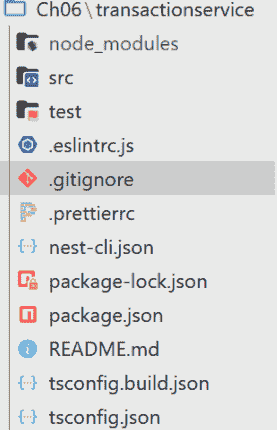 Ch06\transactionservice
node_modules
src
test
.eslintrc.js
.gitignore
.prettierrc
nest-cli.json
package-lock.json
package.json
README.md
tsconfig.build.json
tsconfig.json